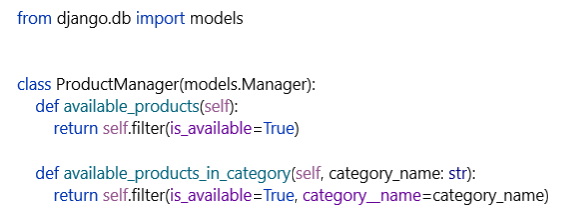 from django.db import models
class ProductManager(models.Manager):
def available_products(self):
return self.filter(is_available=True)
def available_products_in_category(self, category_name: str):
return self.filter(is_available=True, category__name=category_name)